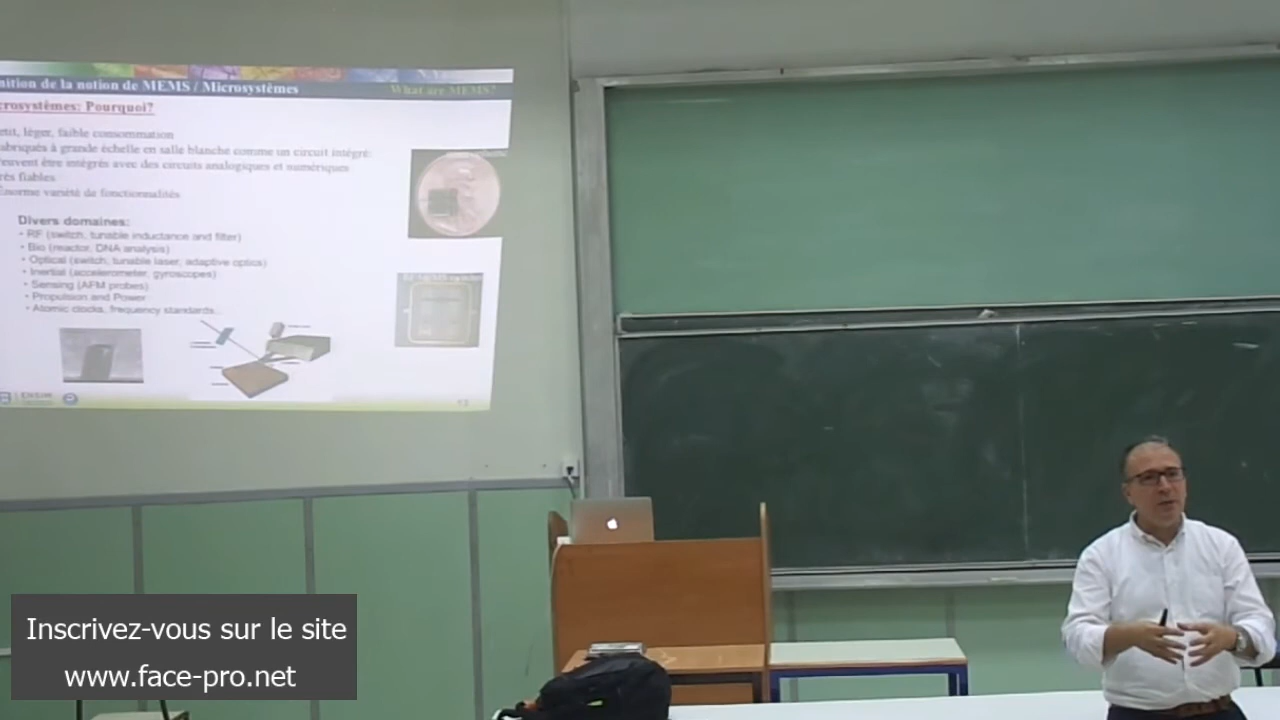 nition de la notion de MEMS / Microsystèmes
What are MEMS?
crosystèmes: Pourquoi?
etit, léger, faible consommation
abriqués à grande échelle en salle blanche comme un circuit intégré:
euvent être intégrés avec des circuits analogiques et numériques
rès fiables
Énorme variété de fonctionnalités
Divers domaines:
• RF (switch, tunable inductance and filter)
• Bio (reactor, DNA analysis)
• Optical (switch, tunable laser, adaptive optics)
• Inertial (accelerometer, gyroscopes)
• Sensing (AFM probes)
• Propulsion and Power
• Atomic clocks, frequency standards..
ENSIM
Inscrivez-vous sur le site
www.face-pro.net